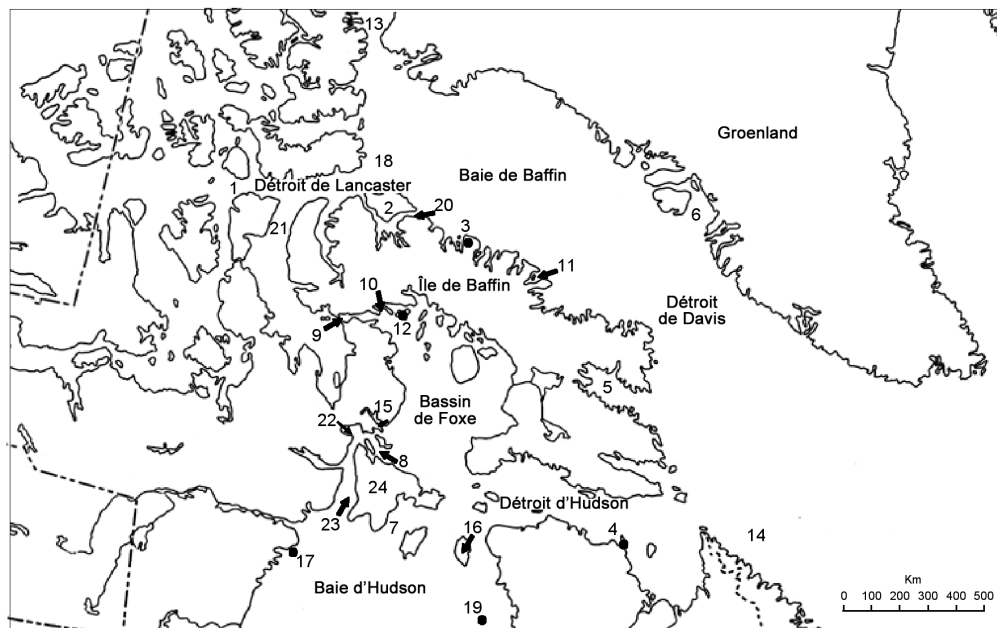 13
Groenland
18
Baie de Baffin
1
Détroit de Lancaster
2
20
6
21
3
11
10
Île de Baffin
Détroit
de Davis
9
12
5
15
Bassin
de Foxe
22
8
24
Détroit d'Hudson
23
7
16
4
14
17
Baie d'Hudson
Km
0 100 200 300 400 500
19